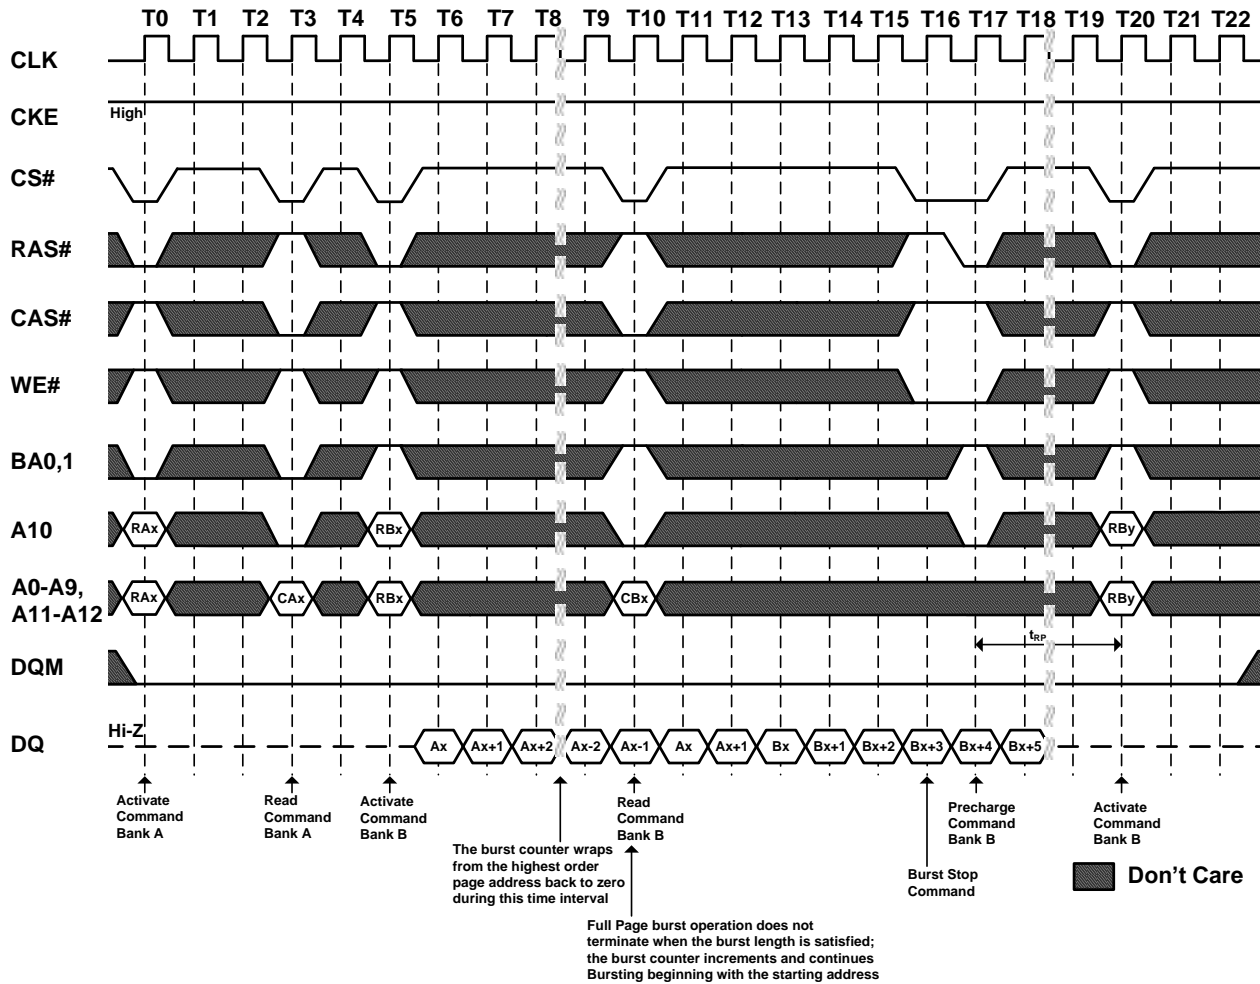 T0 T1 T2 T3 T4 T5 T6 T7 T8 T9 T10 T11 T12 T13 T14 T15 T16 T17 T18 T19 T20 T21 T22
CLK
CKE High
CS#
RAS#
CAS#
WE#
BA0,1
A10 RAx RBx RBy
A0-A9,
A11-A12 RAx CAx RBx CBx RBy
tRP
DQM
DQ Hi-Z Ax Ax+1 Ax+2 Ax-2 Ax-1 Ax Ax+1 Bx Bx+1 Bx+2 Bx+3 Bx+4 Bx+5
Activate
Command
Bank A
Read
Command
Bank A
Activate
Command
Bank B
The burst counter wraps
from the highest order
page address back to zero
during this time interval
Read
Command
Bank B
Full Page burst operation does not
terminate when the burst length is satisfied;
the burst counter increments and continues
Bursting beginning with the starting address
Burst Stop
Command
Precharge
Command
Bank B
Activate
Command
Bank B
Don't Care